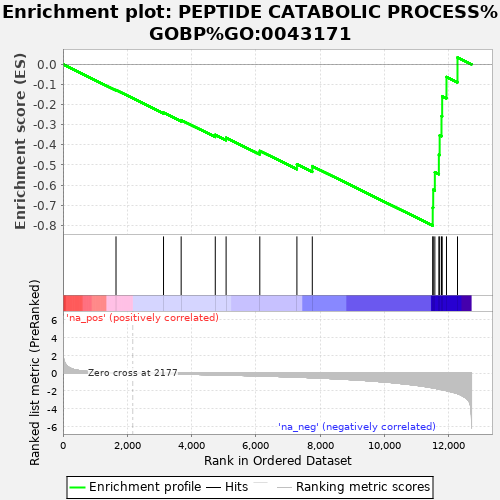 Enrichment plot: PEPTIDE CATABOLIC PROCESS%
GOBP%GO:0043171
Enrichment score (ES)
0.0
-0.1
-0.2
-0.3
-0.4
-0.5
-0.6
-0.7
-0.8
'na_pos' (positively correlated)
Ranked list metric (PreRanked)
6
4
2
0
-2
-4
-6
Zero cross at 2177
'na_neg' (negatively correlated)
0
2,000
4,000
6,000
8,000
10,000
12,000
Rank in Ordered Dataset
Enrichment profile
Hits
Ranking metric scores